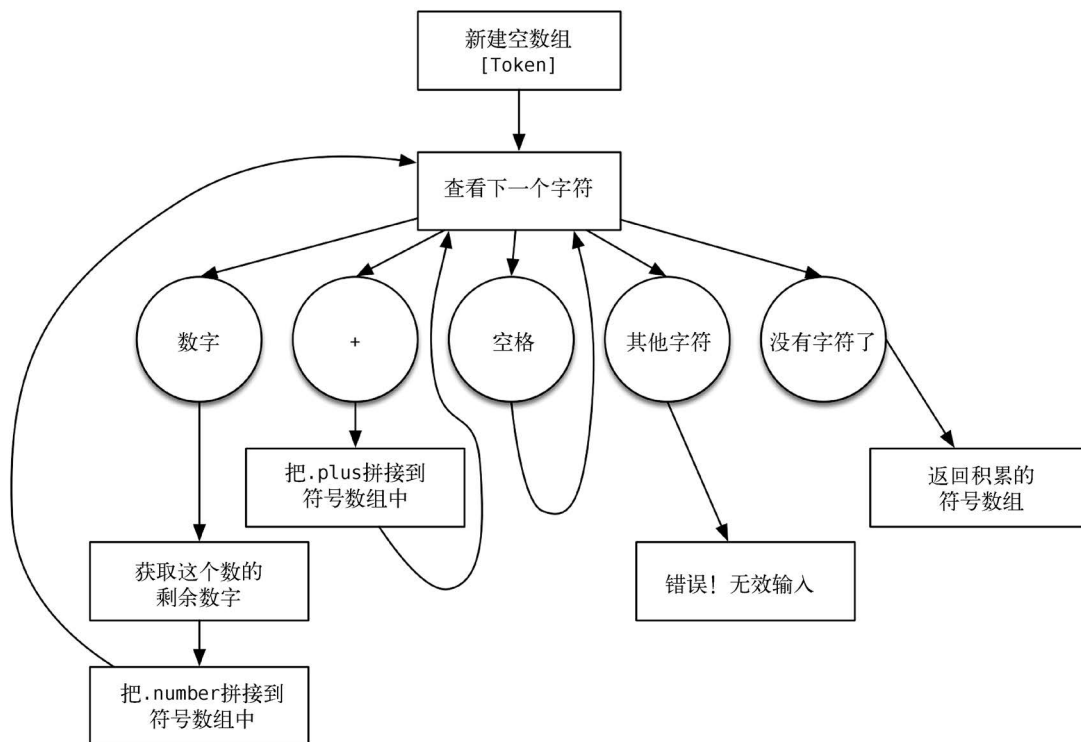 新建空数组
[Token]
查看下一个字符
数字
+
空格
其他字符
没有字符了
把.plus拼接到
符号数组中
返回积累的
符号数组
获取这个数的
剩余数字
错误！无效输入
把.number拼接到
符号数组中